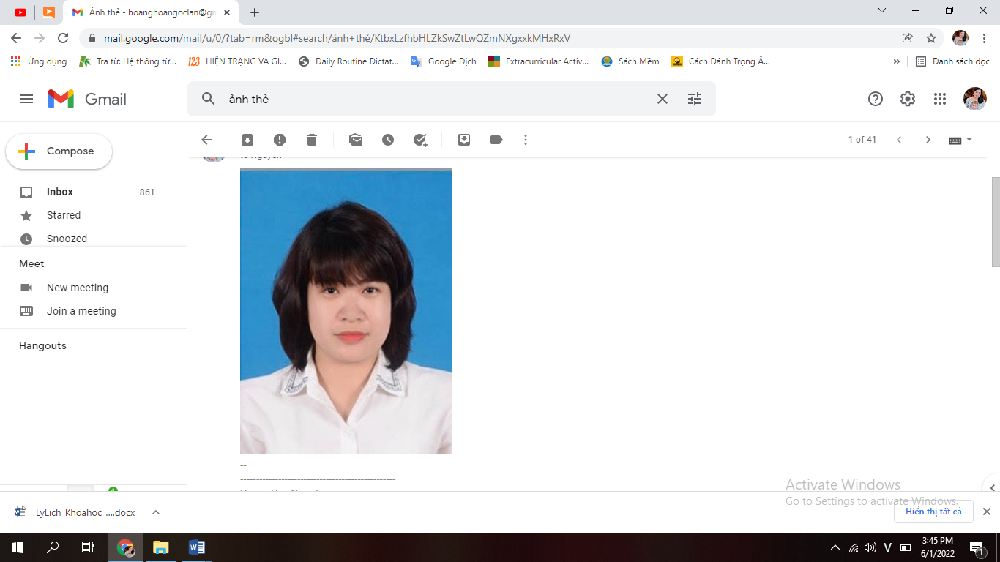 Ảnh thẻ - hoanghoangoclan@gm
mail.google.com/mail/u/0/?tab=rm&ogbl#search/ảnh+thẻ/KtbxLzfhbHLZkSwZtLwQZmNXgxxkMHxRxV
Ứng dụng
Tra từ: Hệ thống từ...
123 HIỆN TRẠNG VÀ GI...
Daily Routine Dictat...
Google Dịch
Extracurricular Activ...
Sách Mềm
Cách Đánh Trọng Â...
»
Danh sách đọc
Gmail
ảnh thẻ
Compose
1 of 41
to Nguyen
Inbox 861
Starred
Snoozed
Meet
New meeting
Join a meeting
Hangouts
--
-------------------------------------------------
Activate Windows
Go to Settings to activate Windows.
LyLich_Khoahoc_....docx
Hiển thị tất cả
V
3:45 PM
6/1/2022
1